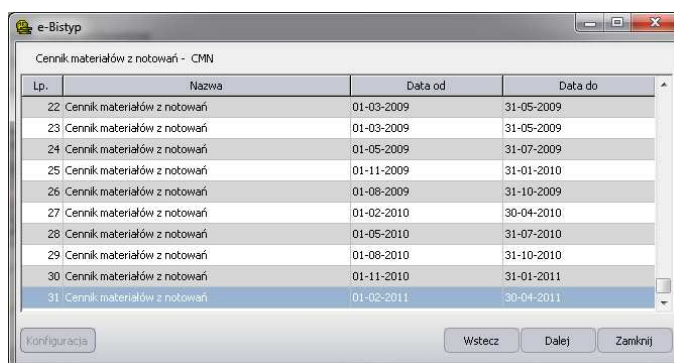 e-Bistyp
Cennik materiałów z notowań - CMN
Lp. Nazwa Data od Data do
22 Cennik materiałów z notowań 01-03-2009 31-05-2009
23 Cennik materiałów z notowań 01-03-2009 31-05-2009
24 Cennik materiałów z notowań 01-05-2009 31-07-2009
25 Cennik materiałów z notowań 01-11-2009 31-01-2010
26 Cennik materiałów z notowań 01-08-2009 31-10-2009
27 Cennik materiałów z notowań 01-02-2010 30-04-2010
28 Cennik materiałów z notowań 01-05-2010 31-07-2010
29 Cennik materiałów z notowań 01-08-2010 31-10-2010
30 Cennik materiałów z notowań 01-11-2010 31-01-2011
31 Cennik materiałów z notowań 01-02-2011 30-04-2011
Konfiguracja Wstecz Dalej Zamknij